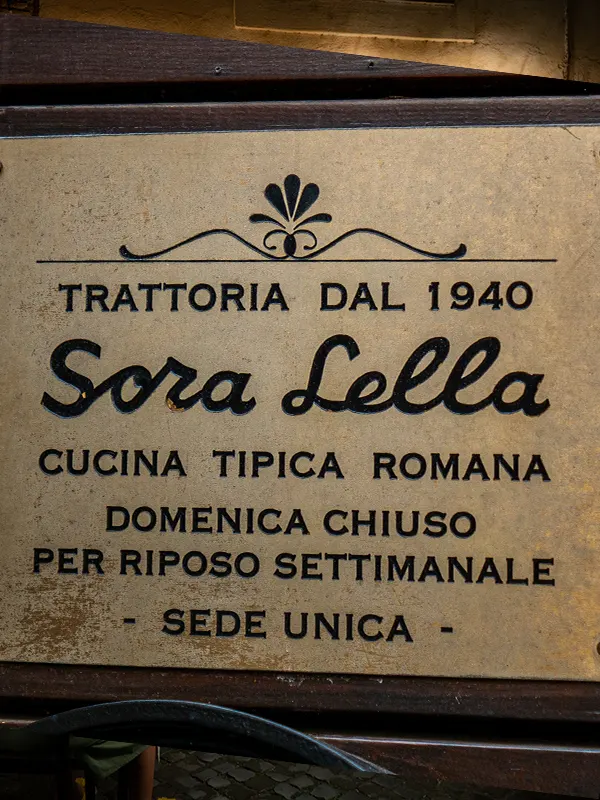 TRATTORIA DAL 1940
Sora Lella
CUCINA TIPICA ROMANA
DOMENICA CHIUSO
PER RIPOSO SETTIMANALE
- SEDE UNICA -